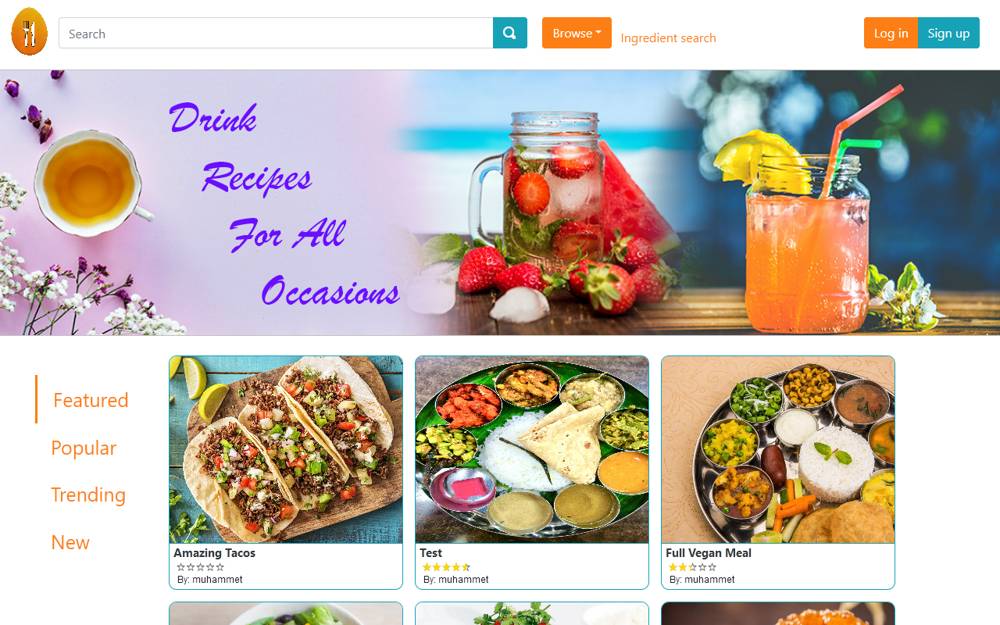 Search
Browse
Ingredient search
Log in
Sign up
Drink
Recipes
For All
Occasions
Featured
Popular
Trending
New
Amazing Tacos
By: muhammet
Test
By: muhammet
Full Vegan Meal
By: muhammet